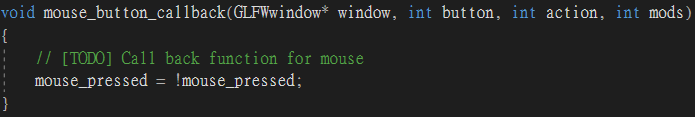 void mouse_button_callback(GLFWwindow* window, int button, int action, int mods)
{
// [TODO] Call back function for mouse
mouse_pressed = !mouse_pressed;
}